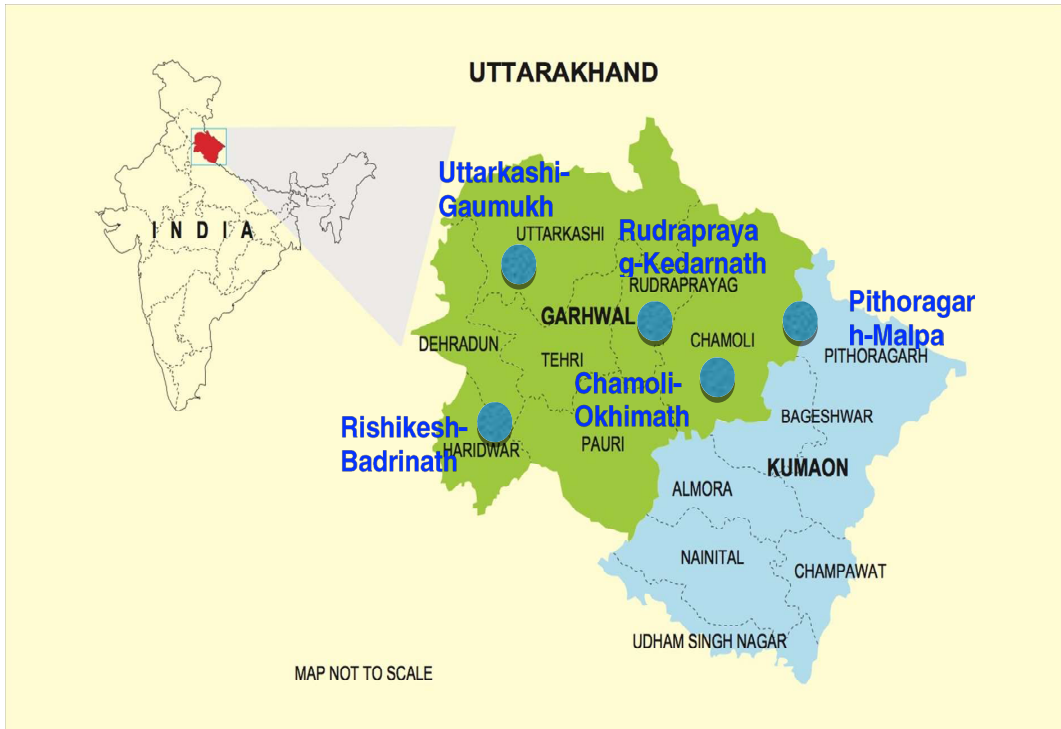 UTTARAKHAND
Uttarkashi-
Gaumukh
UTTARKASHI
INDIA
Rudrapraya
g-Kedarnath
RUDRAPRAYAG
Pithoragar
h-Malpa
PITHORAGARH
GARHWAL
DEHRADUN
CHAMOLI
TEHRI
Chamoli-
Okhimath
Rishikesh-
Badrinath
HARIDWAR
PAURI
BAGESHWAR
KUMAON
ALMORA
NAINITAL
CHAMPAWAT
UDHAM SINGH NAGAR
MAP NOT TO SCALE